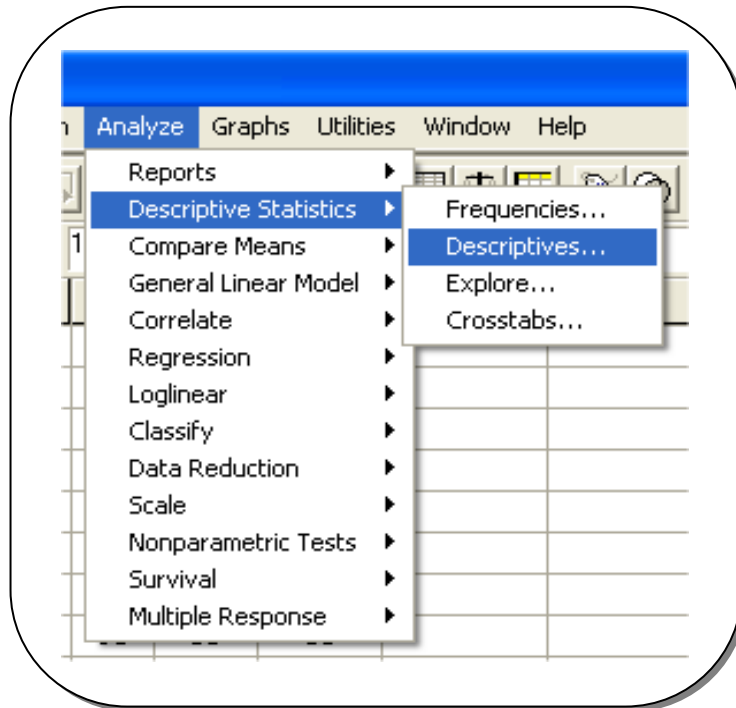 Analyze Graphs Utilities Window Help
Reports
Descriptive Statistics
Compare Means
General Linear Model
Correlate
Regression
Loglinear
Classify
Data Reduction
Scale
Nonparametric Tests
Survival
Multiple Response
Frequencies...
Descriptives...
Explore...
Crosstabs...
1